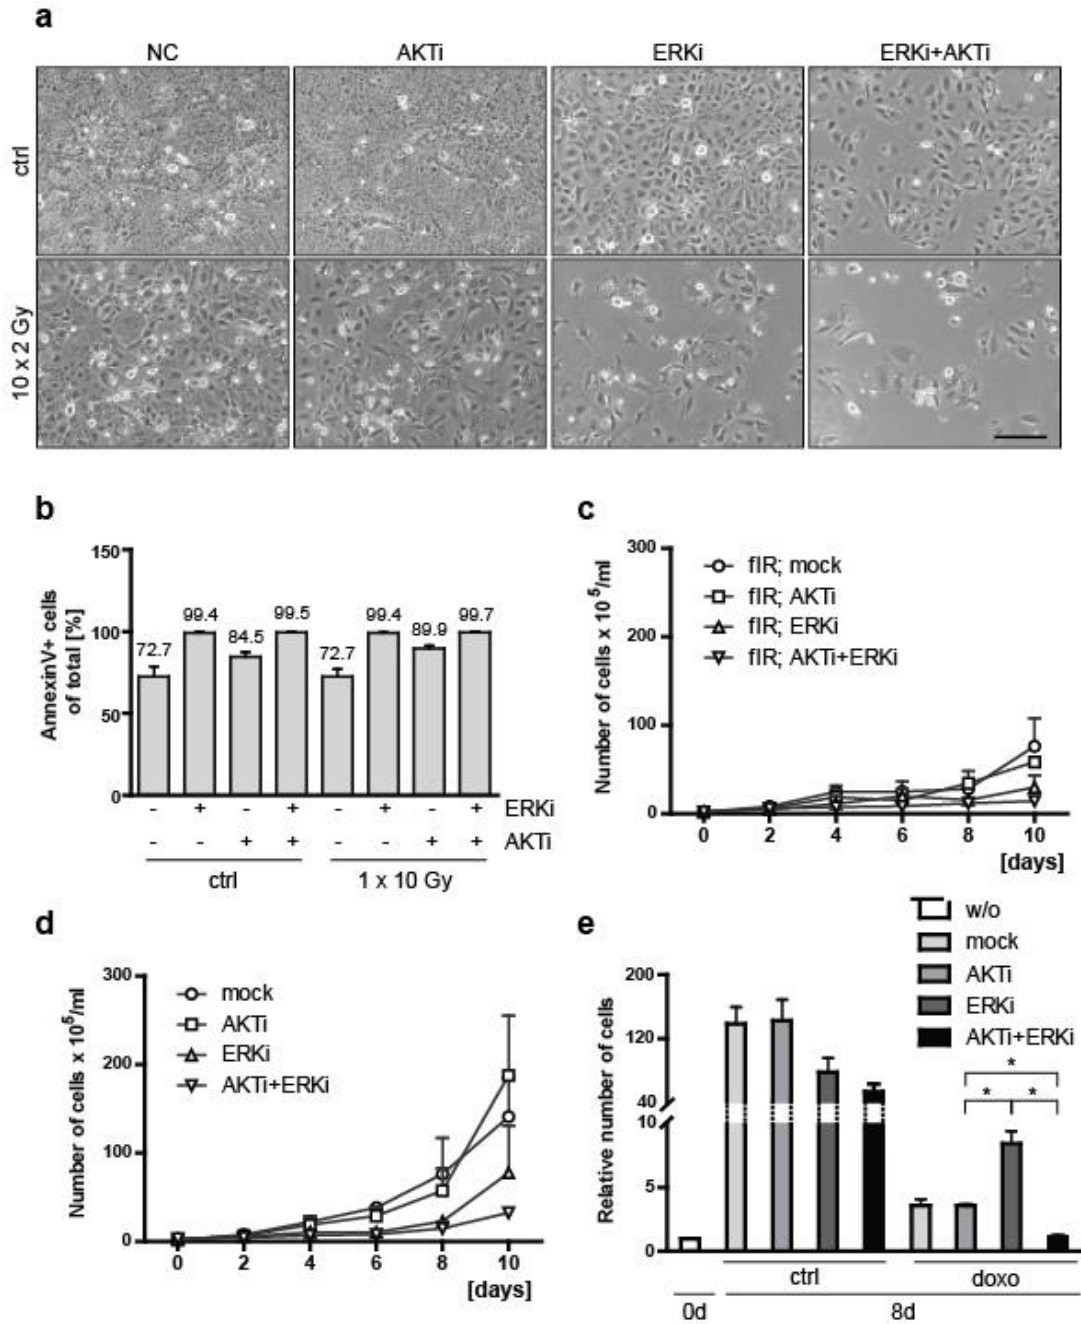 a
NC AKTi ERKi ERKi+AKTi
ctrl
10 x 2 Gy
b
AnnexinV+ cells
of total [%]
150
100
50
0
72.7 99.4 84.5 99.5 72.7 99.4 89.9 99.7
- + - + - + - + ERKi
- - + + - - + + AKTi
ctrl 1 x 10 Gy
c
Number of cells x 10⁵/ml
300
200
100
0
fIR; mock
fIR; AKTi
fIR; ERKi
fIR; AKTi+ERKi
0 2 4 6 8 10
[days]
d
Number of cells x 10⁵/ml
300
200
100
0
mock
AKTi
ERKi
AKTi+ERKi
0 2 4 6 8 10
[days]
e
w/o
mock
AKTi
ERKi
AKTi+ERKi
Relative number of cells
200
120
40
10
5
0
*
* *
ctrl doxo
0d 8d